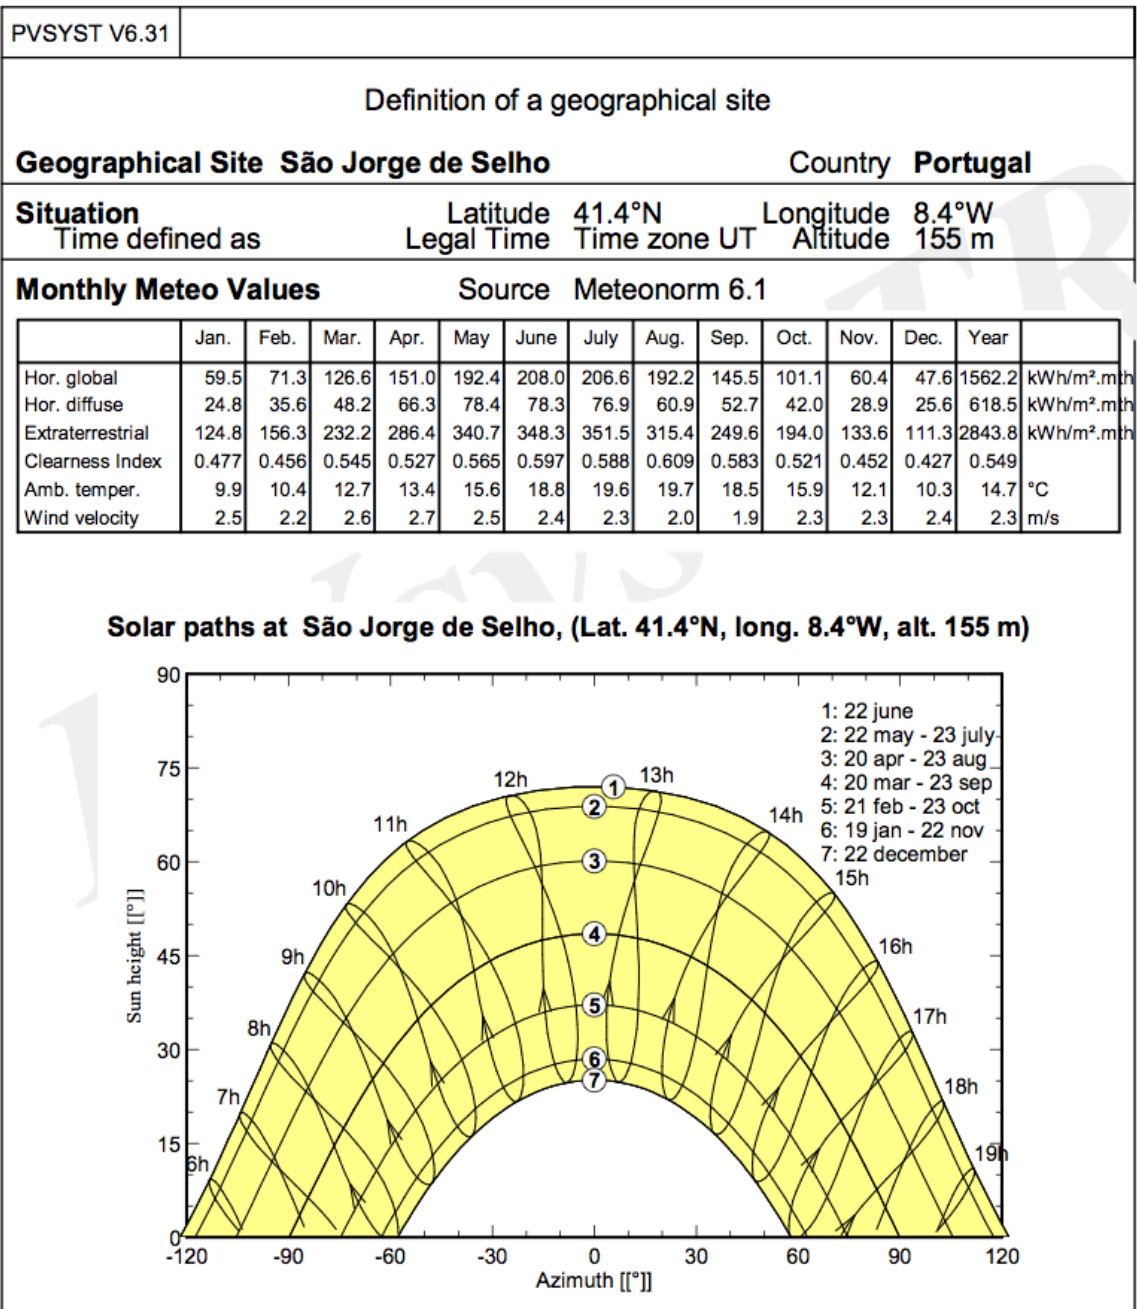 PVSYST V6.31
Definition of a geographical site
Geographical Site São Jorge de Selho Country Portugal
Situation Latitude 41.4°N Longitude 8.4°W
Time defined as Legal Time Time zone UT Altitude 155 m
Monthly Meteo Values Source Meteonorm 6.1
Jan. Feb. Mar. Apr. May June July Aug. Sep. Oct. Nov. Dec. Year
Hor. global 59.5 71.3 126.6 151.0 192.4 208.0 206.6 192.2 145.5 101.1 60.4 47.6 1562.2 kWh/m².mth
Hor. diffuse 24.8 35.6 48.2 66.3 78.4 78.3 76.9 60.9 52.7 42.0 28.9 25.6 618.5 kWh/m².mth
Extraterrestrial 124.8 156.3 232.2 286.4 340.7 348.3 351.5 315.4 249.6 194.0 133.6 111.3 2843.8 kWh/m².mth
Clearness Index 0.477 0.456 0.545 0.527 0.565 0.597 0.588 0.609 0.583 0.521 0.452 0.427 0.549
Amb. temper. 9.9 10.4 12.7 13.4 15.6 18.8 19.6 19.7 18.5 15.9 12.1 10.3 14.7 °C
Wind velocity 2.5 2.2 2.6 2.7 2.5 2.4 2.3 2.0 1.9 2.3 2.3 2.4 2.3 m/s
Solar paths at São Jorge de Selho, (Lat. 41.4°N, long. 8.4°W, alt. 155 m)
90
75
60
45
30
15
0
Sun height [[°]]
1: 22 june
2: 22 may - 23 july
3: 20 apr - 23 aug
4: 20 mar - 23 sep
5: 21 feb - 23 oct
6: 19 jan - 22 nov
7: 22 december
6h
7h
8h
9h
10h
11h
12h
13h
14h
15h
16h
17h
18h
19h
1
2
3
4
5
6
7
-120 -90 -60 -30 0 30 60 90 120
Azimuth [[°]]